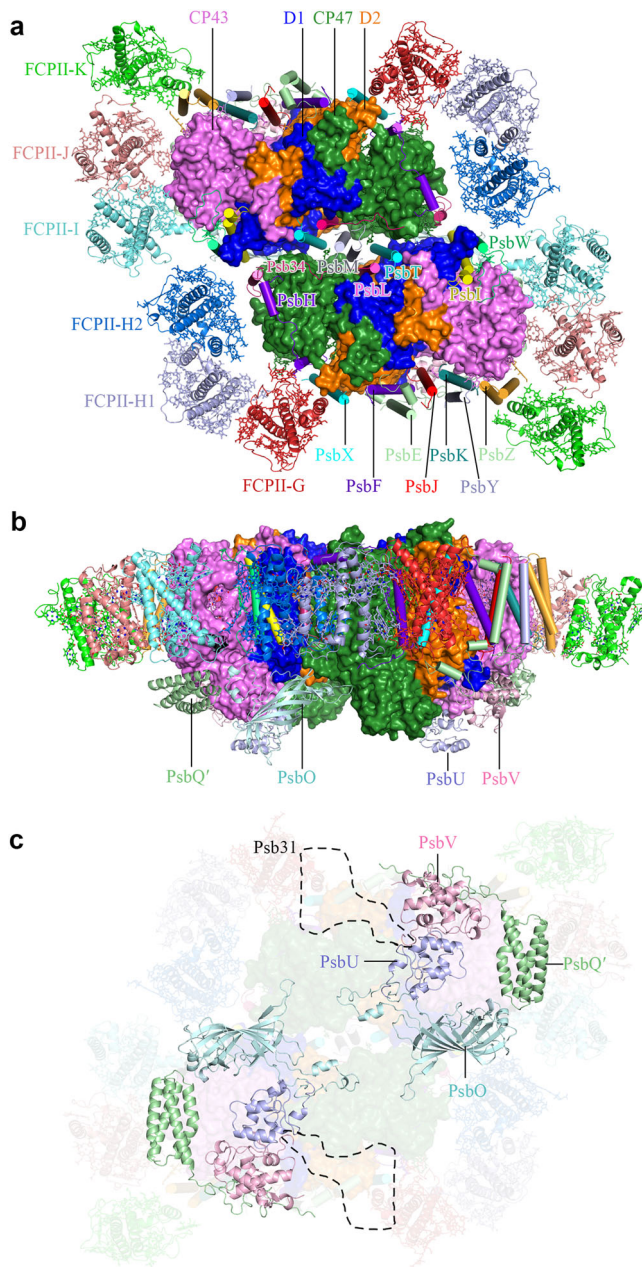 a
CP43 D1 CP47 D2
FCPII-K
FCPII-J
FCPII-I
PsbW
Psb34 PsbM PsbT
PsbH PsbL PsbI
FCPII-H2
FCPII-H1
PsbX PsbE PsbK PsbZ
FCPII-G PsbF PsbJ PsbY
b
PsbQ′ PsbO PsbU PsbV
c
Psb31 PsbV
PsbU PsbQ′
PsbO